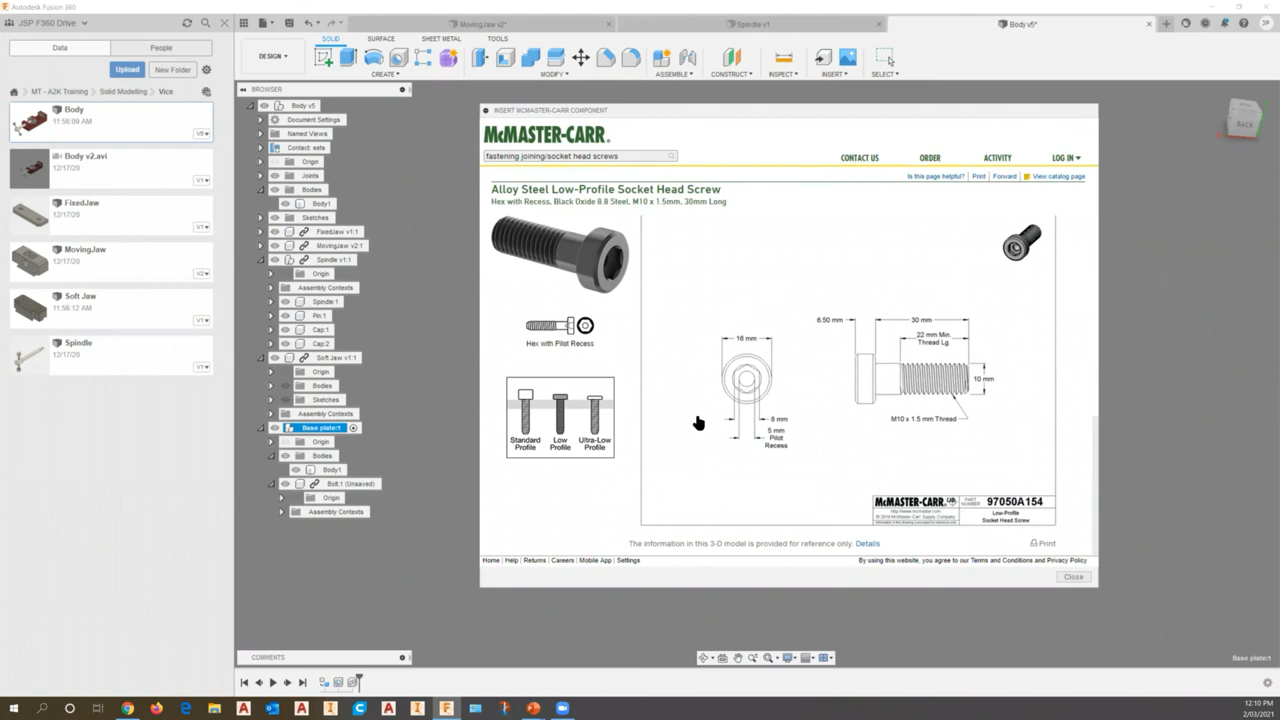 Autodesk Fusion 360
JSP F360 Drive
MovingJaw v2*
Spindle v1
Body v5*
JP
Data
People
Upload
New Folder
MT - A2K Training
Solid Modelling
Vice
Body
11:56:09 AM
Body v2.avi
12/17/20
V1
FixedJaw
12/17/20
V1
MovingJaw
12/17/20
V2
Soft Jaw
11:56:12 AM
V1
Spindle
12/17/20
V1
DESIGN
SOLID
SURFACE
SHEET METAL
TOOLS
CREATE
MODIFY
ASSEMBLE
CONSTRUCT
INSPECT
INSERT
SELECT
BROWSER
Body v5
Document Settings
Named Views
Contact: sets
Origin
Joints
Bodies
Body1
Sketches
FixedJaw v1:1
MovingJaw v2:1
Spindle v1:1
Origin
Assembly Contexts
Spindle:1
Pin:1
Cap:1
Cap:2
Soft Jaw v1:1
Origin
Bodies
Sketches
Assembly Contexts
Base plate:1
Origin
Bodies
Body1
Bolt:1 (Unsaved)
Origin
Assembly Contexts
BACK
INSERT MCMASTER-CARR COMPONENT
McMASTER-CARR.
fastening joining/socket head screws
CONTACT US
ORDER
ACTIVITY
LOG IN
Is this page helpful?
Print
Forward
View catalog page
Alloy Steel Low-Profile Socket Head Screw
Hex with Recess, Black Oxide 8.8 Steel, M10 x 1.5mm, 30mm Long
Hex with Pilot Recess
Standard Profile
Low Profile
Ultra-Low Profile
16 mm
8 mm
5 mm
Pilot
Recess
6.50 mm
30 mm
22 mm Min.
Thread Lg.
10 mm
M10 x 1.5 mm Thread
McMASTER-CARR
PART
NUMBER
97050A154
Low-Profile
Socket Head Screw
The information in this 3-D model is provided for reference only. Details
Print
Home | Help | Returns | Careers | Mobile App | Settings
By using this website, you agree to our Terms and Conditions and Privacy Policy
Close
COMMENTS
Base plate:1
12:10 PM
2/03/2021